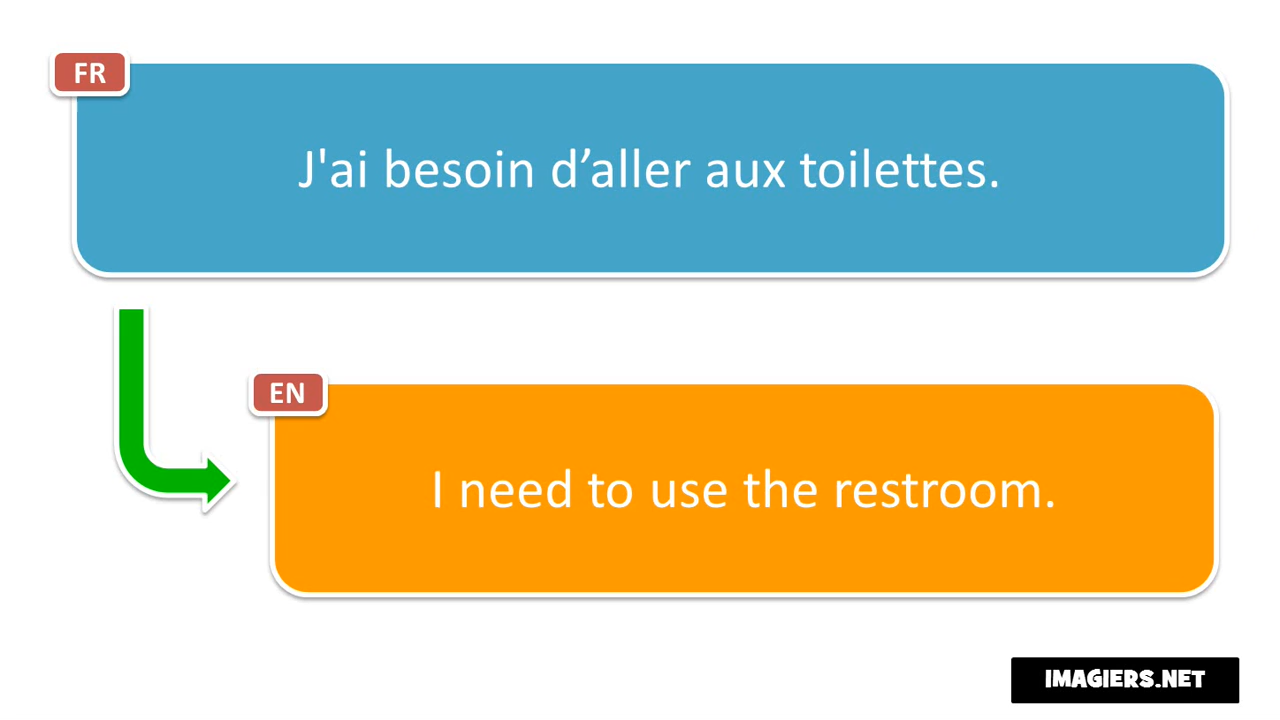 FR
J'ai besoin d’aller aux toilettes.
EN
I need to use the restroom.
IMAGIERS.NET